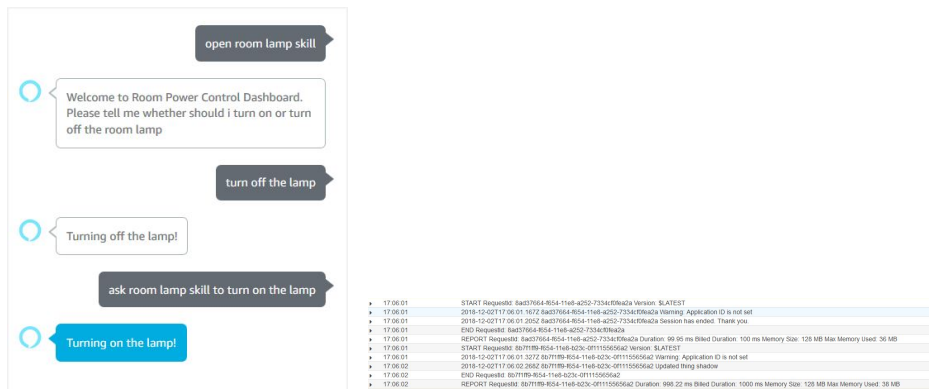 open room lamp skill
Welcome to Room Power Control Dashboard.
Please tell me whether should i turn on or turn
off the room lamp
turn off the lamp
Turning off the lamp!
ask room lamp skill to turn on the lamp
Turning on the lamp!
17:06:01 START RequestId: 8ad37664-f654-11e8-a252-7334cf0fea2a Version: $LATEST
17:06:01 2018-12-02T17:06:01.167Z 8ad37664-f654-11e8-a252-7334cf0fea2a Warning: Application ID is not set
17:06:01 2018-12-02T17:06:01.205Z 8ad37664-f654-11e8-a252-7334cf0fea2a Session has ended. Thank you.
17:06:01 END RequestId: 8ad37664-f654-11e8-a252-7334cf0fea2a
17:06:01 REPORT RequestId: 8ad37664-f654-11e8-a252-7334cf0fea2a Duration: 99.95 ms Billed Duration: 100 ms Memory Size: 128 MB Max Memory Used: 36 MB
17:06:01 START RequestId: 8b7f1ff9-f654-11e8-b23c-0f11155656a2 Version: $LATEST
17:06:01 2018-12-02T17:06:01.327Z 8b7f1ff9-f654-11e8-b23c-0f11155656a2 Warning: Application ID is not set
17:06:02 2018-12-02T17:06:02.268Z 8b7f1ff9-f654-11e8-b23c-0f11155656a2 Updated thing shadow
17:06:02 END RequestId: 8b7f1ff9-f654-11e8-b23c-0f11155656a2
17:06:02 REPORT RequestId: 8b7f1ff9-f654-11e8-b23c-0f11155656a2 Duration: 998.22 ms Billed Duration: 1000 ms Memory Size: 128 MB Max Memory Used: 38 MB